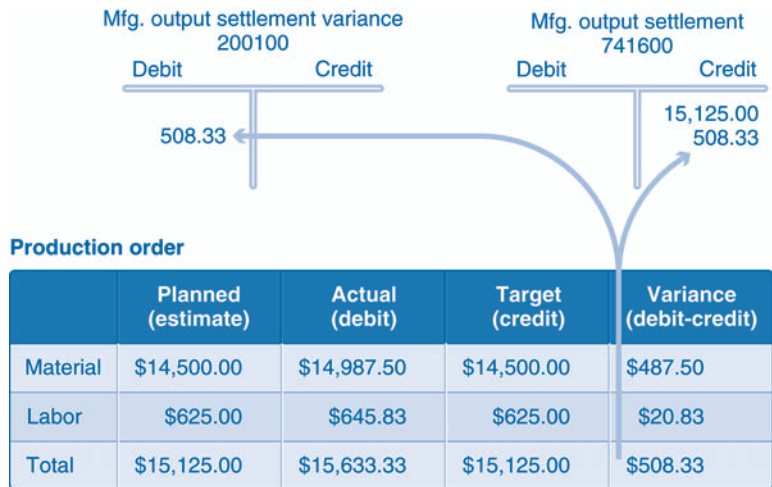 Mfg. output settlement variance
200100
Debit Credit
508.33
Mfg. output settlement
741600
Debit Credit
15,125.00
508.33
Production order
Planned (estimate) Actual (debit) Target (credit) Variance (debit-credit)
Material $14,500.00 $14,987.50 $14,500.00 $487.50
Labor $625.00 $645.83 $625.00 $20.83
Total $15,125.00 $15,633.33 $15,125.00 $508.33